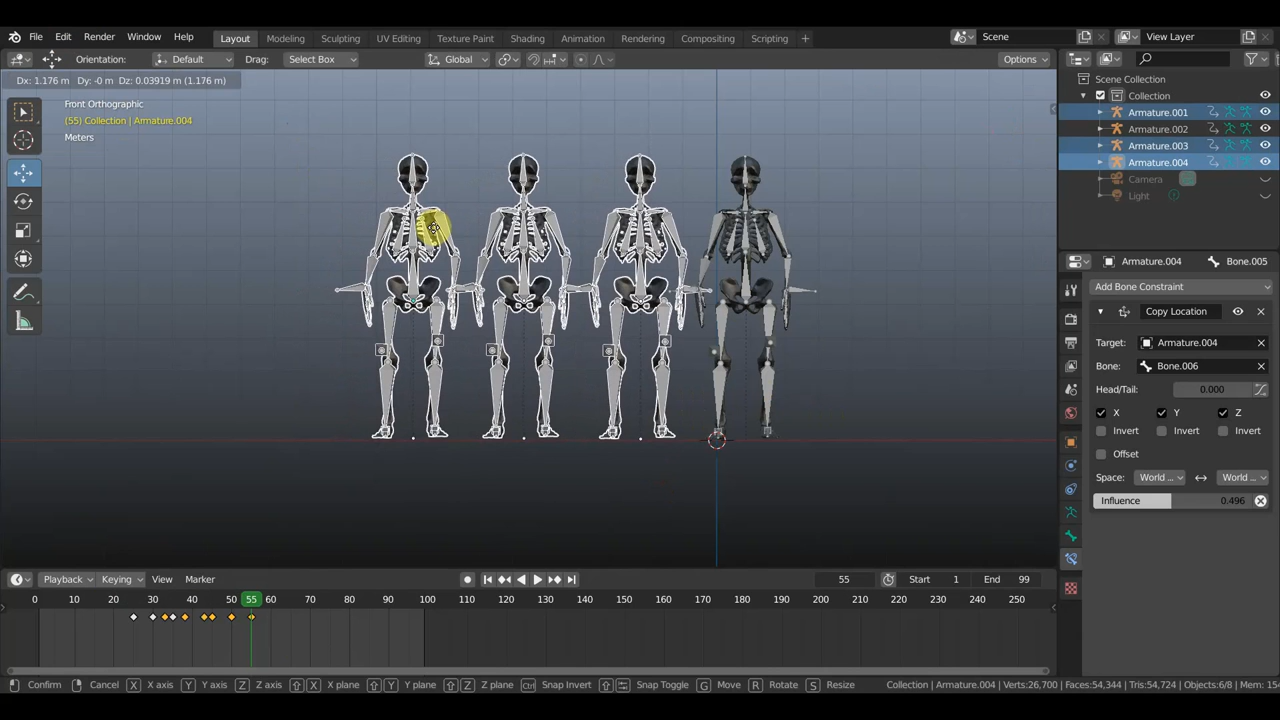 File Edit Render Window Help Layout Modeling Sculpting UV Editing Texture Paint Shading Animation Rendering Compositing Scripting + Scene View Layer
Orientation: Default Drag: Select Box Global Options
Dx: 1.176 m Dy: -0 m Dz: 0.03919 m (1.176 m)
Front Orthographic
(55) Collection | Armature.004
Meters
Scene Collection
Collection
Armature.001
Armature.002
Armature.003
Armature.004
Camera
Light
Armature.004 Bone.005
Add Bone Constraint
Copy Location
Target: Armature.004
Bone: Bone.006
Head/Tail: 0.000
X Y Z
Invert Invert Invert
Offset
Space: World ... World ...
Influence 0.496
Playback Keying View Marker 55 Start 1 End 99
0 10 20 30 40 50 55 60 70 80 90 100 110 120 130 140 150 160 170 180 190 200 210 220 230 240 250
Confirm Cancel X X axis Y Y axis Z Z axis X X plane Y Y plane Z Z plane Ctrl Snap Invert Snap Toggle G Move R Rotate S Resize Collection | Armature.004 | Verts:26,700 | Faces:54,344 | Tris:54,724 | Objects:6/8 | Mem: 15